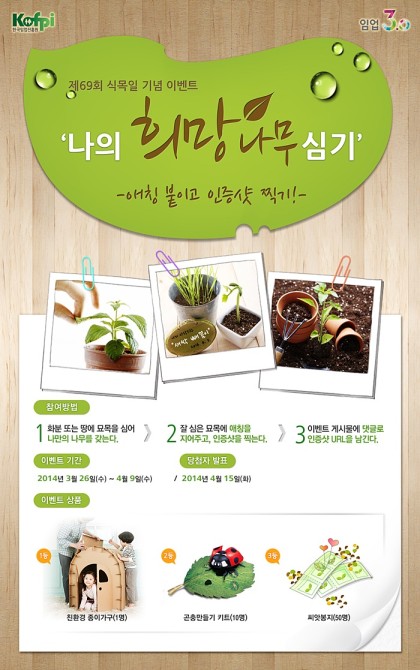 Kofpi
한국임업진흥원
임업 3.0
제69회 식목일 기념 이벤트
'나의 희망나무 심기'
-애칭 붙이고 인증샷 찍기!-
참여방법
1 화분 또는 땅에 묘목을 심어
나만의 나무를 갖는다.
2 잘 심은 묘목에 애칭을
지어주고, 인증샷을 찍는다.
3 이벤트 게시물에 댓글로
인증샷 URL을 남긴다.
이벤트 기간
2014년 3월 26일(수) ~ 4월 9일(수)
당첨자 발표
/ 2014년 4월 15일(화)
이벤트 상품
1등
친환경 종이가구(1명)
2등
곤충만들기 키트(10명)
3등
씨앗봉지(50명)